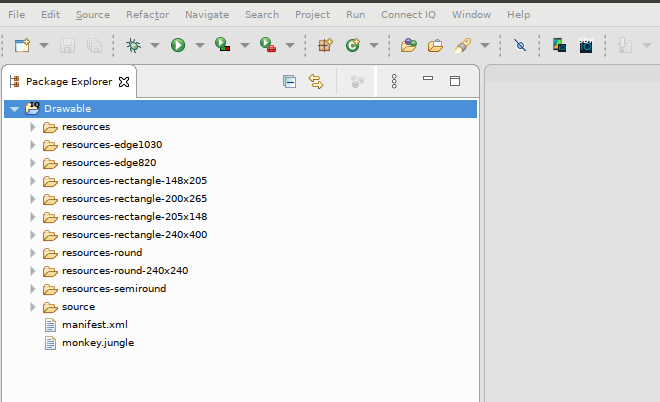 File Edit Source Refactor Navigate Search Project Run Connect IQ Window Help
Package Explorer
IQ Drawable
resources
resources-edge1030
resources-edge820
resources-rectangle-148x205
resources-rectangle-200x265
resources-rectangle-205x148
resources-rectangle-240x400
resources-round
resources-round-240x240
resources-semiround
source
manifest.xml
monkey.jungle